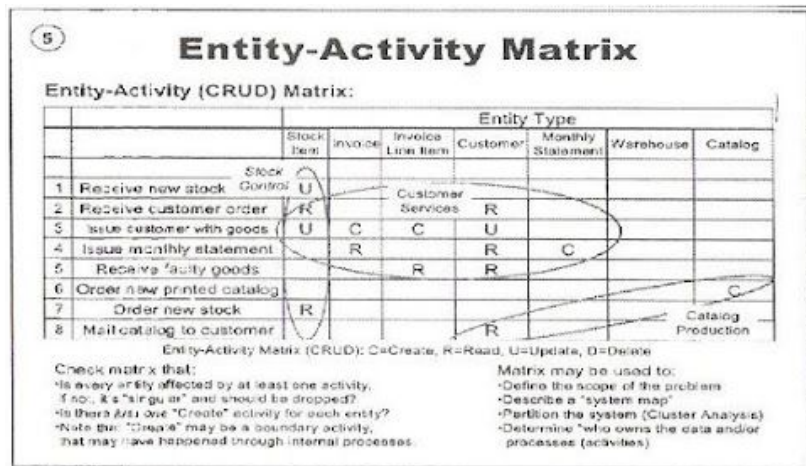 5
Entity-Activity Matrix
Entity-Activity (CRUD) Matrix:
Entity Type
Stock Item Invoice Invoice Line Item Customer Monthly Statement Warehouse Catalog
Stock Control
Customer Services
1 Receive new stock U
2 Receive customer order R R
3 Issue customer with goods U C C U
4 Issue monthly statement R R C
5 Receive faulty goods R R
6 Order new printed catalog C
7 Order new stock R
8 Mail catalog to customer R
Catalog Production
Entity-Activity Matrix (CRUD): C=Create, R=Read, U=Update, D=Delete
Check matrix that:
•Is every entity affected by at least one activity,
if not, it's "singular" and should be dropped?
•Is there just one "Create" activity for each entity?
•Note that "Create" may be a boundary activity,
that may have happened through internal processes.
Matrix may be used to:
•Define the scope of the problem
•Describe a "system map"
•Partition the system (Cluster Analysis)
•Determine "who owns the data and/or
processes (activities)